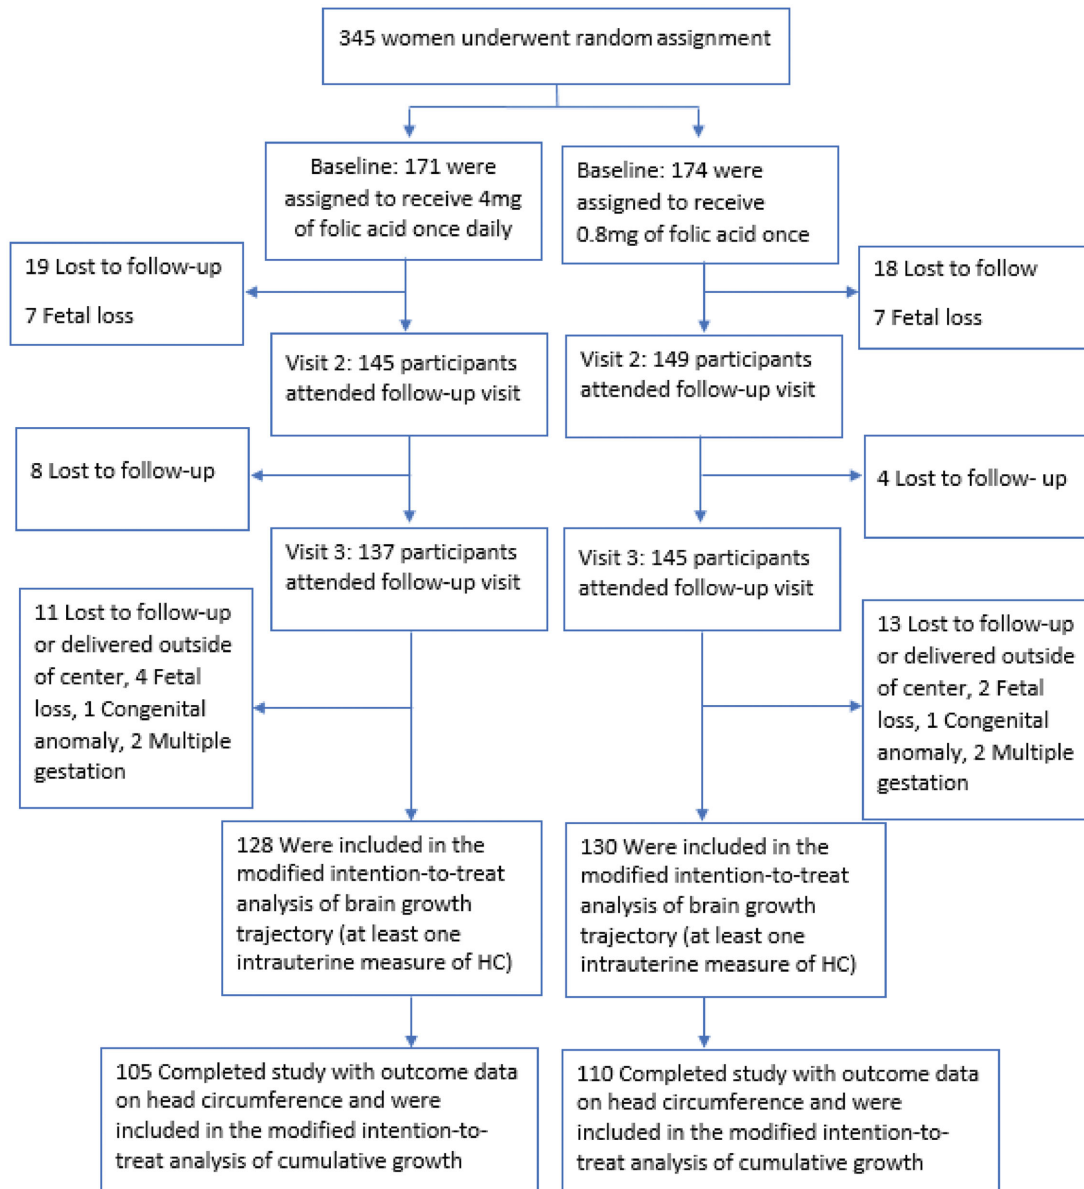 345 women underwent random assignment
Baseline: 171 were
assigned to receive 4mg
of folic acid once daily
Baseline: 174 were
assigned to receive
0.8mg of folic acid once
19 Lost to follow-up
7 Fetal loss
18 Lost to follow
7 Fetal loss
Visit 2: 145 participants
attended follow-up visit
Visit 2: 149 participants
attended follow-up visit
8 Lost to follow-up
4 Lost to follow- up
Visit 3: 137 participants
attended follow-up visit
Visit 3: 145 participants
attended follow-up visit
11 Lost to follow-up
or delivered outside
of center, 4 Fetal
loss, 1 Congenital
anomaly, 2 Multiple
gestation
13 Lost to follow-up
or delivered outside
of center, 2 Fetal
loss, 1 Congenital
anomaly, 2 Multiple
gestation
128 Were included in the
modified intention-to-treat
analysis of brain growth
trajectory (at least one
intrauterine measure of HC)
130 Were included in the
modified intention-to-treat
analysis of brain growth
trajectory (at least one
intrauterine measure of HC)
105 Completed study with outcome data
on head circumference and were
included in the modified intention-to-
treat analysis of cumulative growth
110 Completed study with outcome data
on head circumference and were
included in the modified intention-to-
treat analysis of cumulative growth